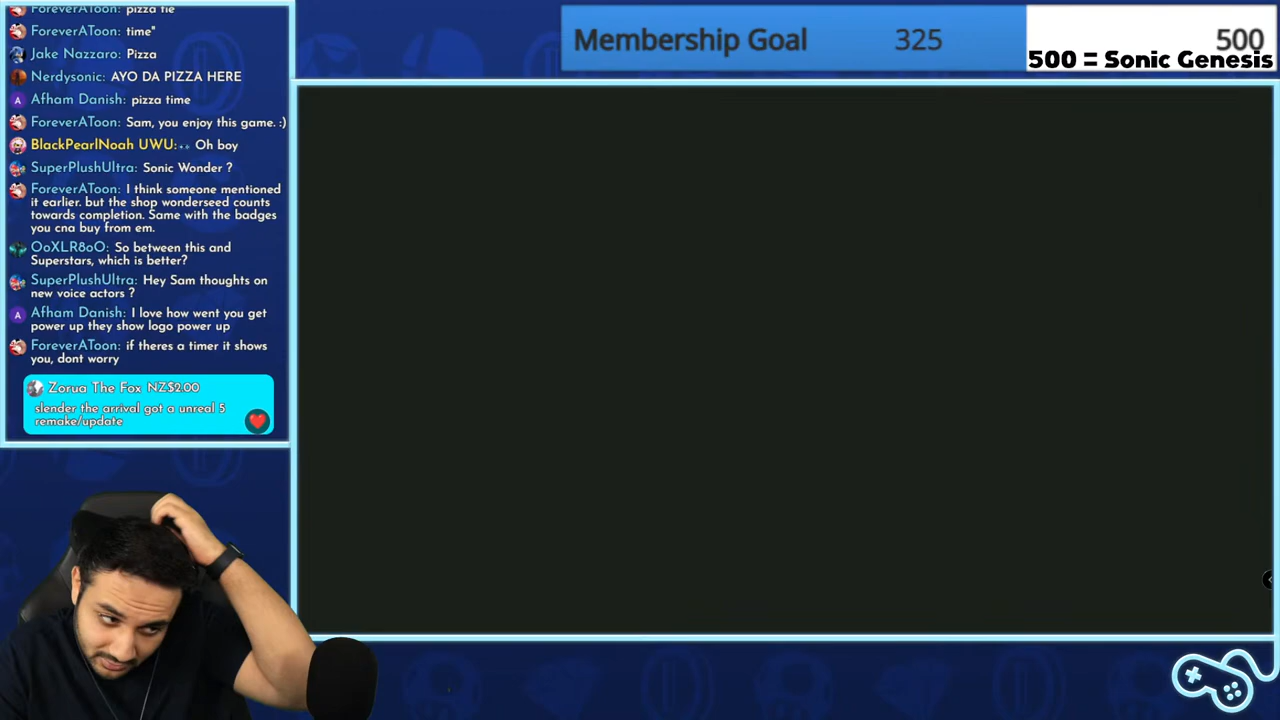 ForeverAToon: pizza tie
ForeverAToon: time"
Jake Nazzaro: Pizza
Nerdysonic: AYO DA PIZZA HERE
A Afham Danish: pizza time
ForeverAToon: Sam, you enjoy this game. :)
BlackPearlNoah UWU: Oh boy
SuperPlushUltra: Sonic Wonder ?
ForeverAToon: I think someone mentioned
it earlier. but the shop wonderseed counts
towards completion. Same with the badges
you cna buy from em.
OoXLR8oO: So between this and
Superstars, which is better?
SuperPlushUltra: Hey Sam thoughts on
new voice actors ?
A Afham Danish: I love how went you get
power up they show logo power up
ForeverAToon: if theres a timer it shows
you, dont worry
Zorua The Fox NZ$2.00
slender the arrival got a unreal 5
remake/update
Membership Goal 325 500
500 = Sonic Genesis